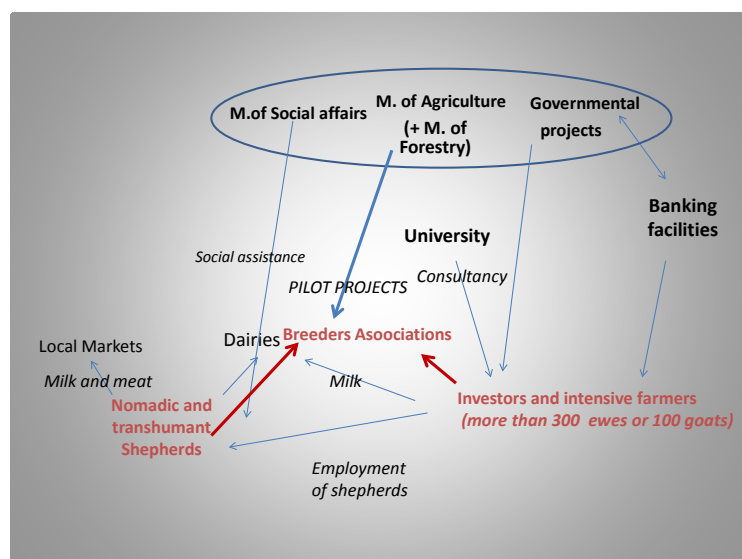 M.of Social affairs
M. of Agriculture
(+ M. of
Forestry)
Governmental
projects
Banking
facilities
University
Social assistance
Consultancy
PILOT PROJECTS
Dairies
Breeders Asoociations
Local Markets
Milk and meat
Milk
Nomadic and
transhumant
Shepherds
Investors and intensive farmers
(more than 300 ewes or 100 goats)
Employment
of shepherds